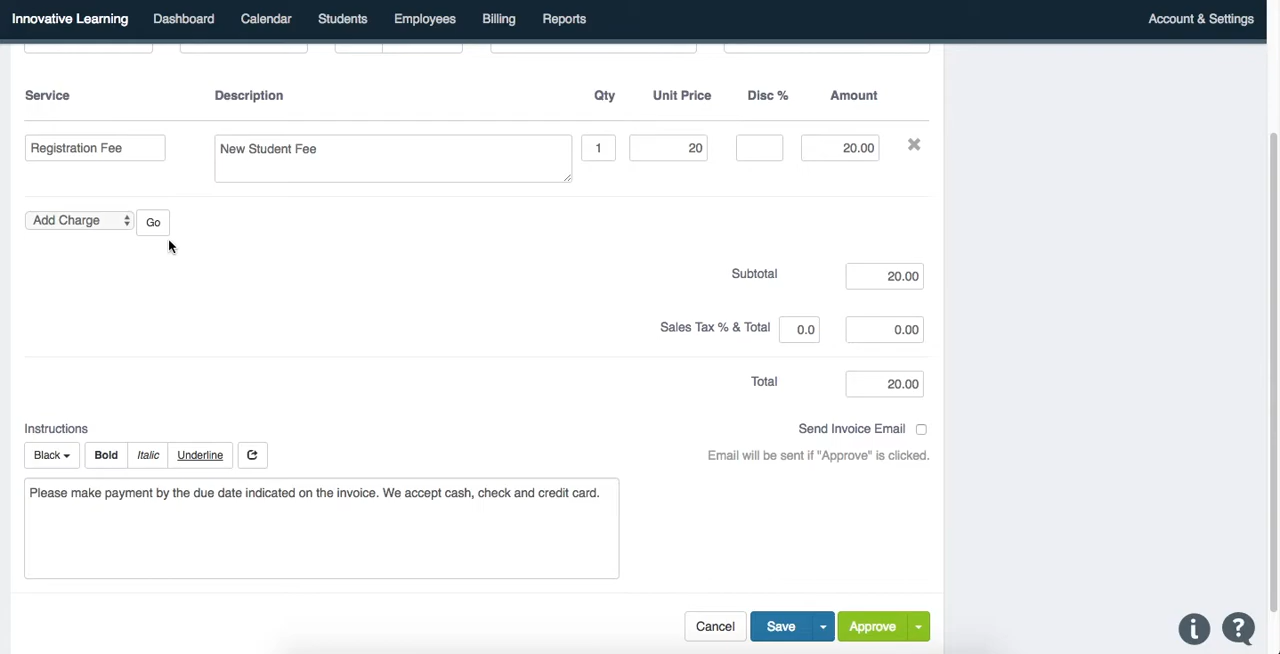 Innovative Learning Dashboard Calendar Students Employees Billing Reports Account & Settings
Service Description Qty Unit Price Disc % Amount
Registration Fee New Student Fee 1 20 20.00
Add Charge Go
Subtotal 20.00
Sales Tax % & Total 0.0 0.00
Total 20.00
Instructions Send Invoice Email
Black Bold Italic Underline Email will be sent if "Approve" is clicked.
Please make payment by the due date indicated on the invoice. We accept cash, check and credit card.
Cancel Save Approve